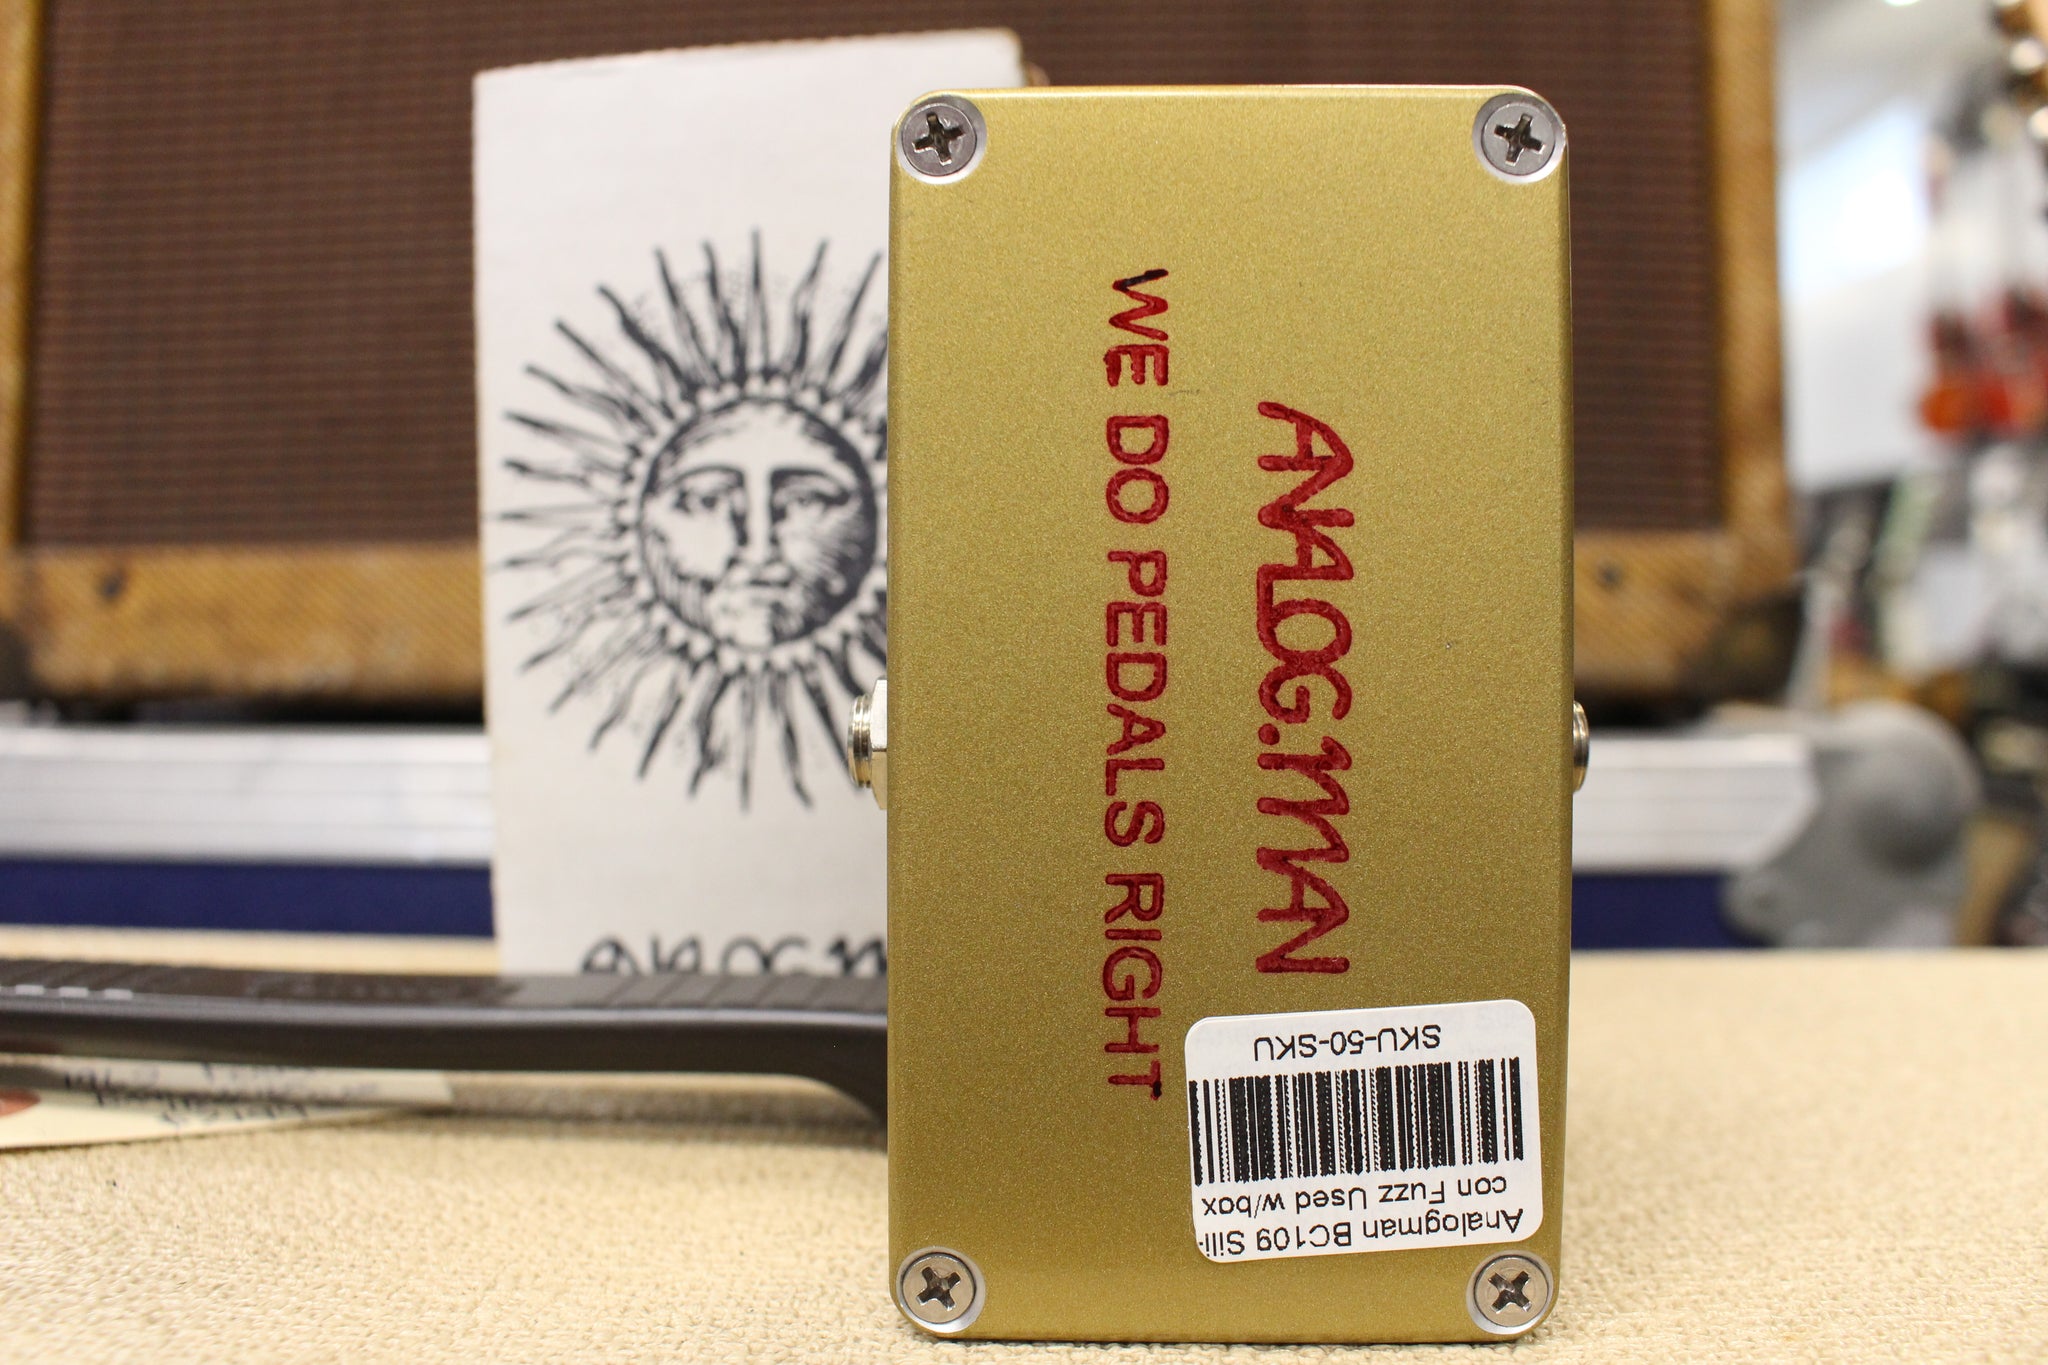 ANALOG.MAN
WE DO PEDALS RIGHT
Analogman BC109 Sili-
con Fuzz Used w/box
SKU-50-SKU